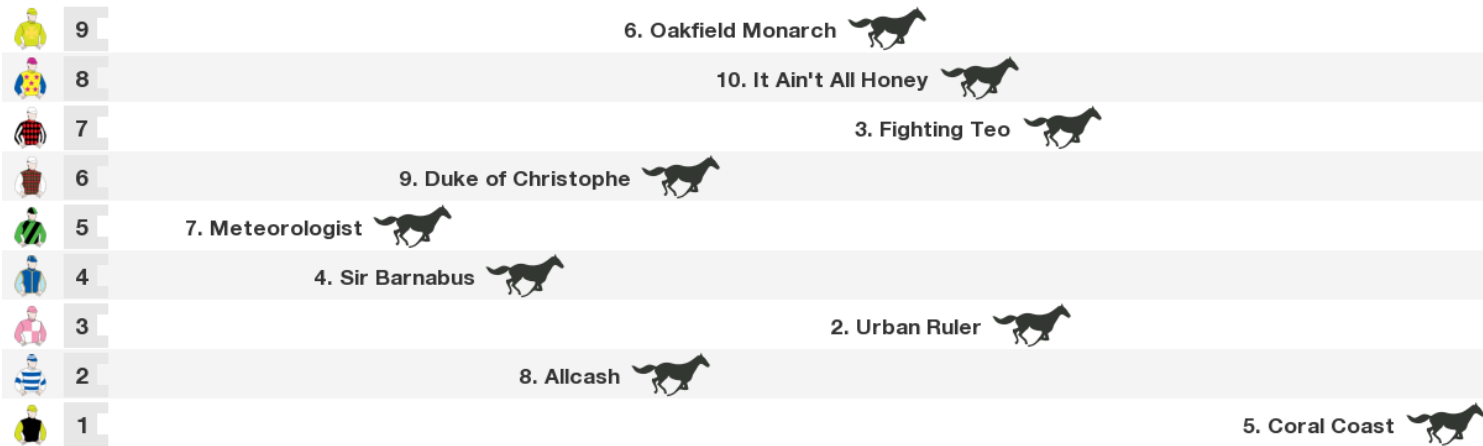 9 6. Oakfield Monarch
8 10. It Ain't All Honey
7 3. Fighting Teo
6 9. Duke of Christophe
5 7. Meteorologist
4 4. Sir Barnabus
3 2. Urban Ruler
2 8. Allcash
1 5. Coral Coast